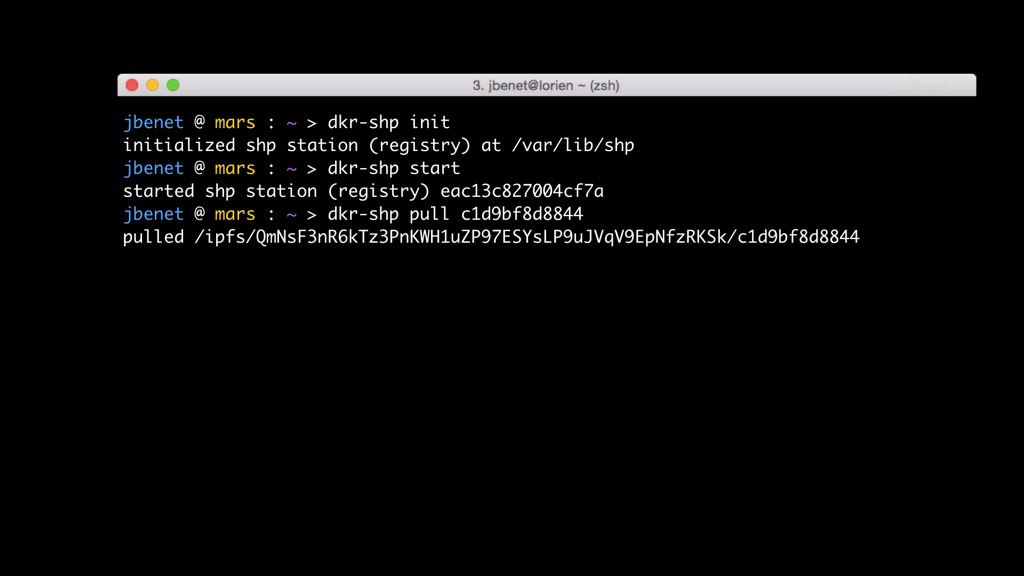 3. jbenet@lorien ~ (zsh)
jbenet @ mars : ~ > dkr-shp init
initialized shp station (registry) at /var/lib/shp
jbenet @ mars : ~ > dkr-shp start
started shp station (registry) eac13c827004cf7a
jbenet @ mars : ~ > dkr-shp pull c1d9bf8d8844
pulled /ipfs/QmNsF3nR6kTz3PnKWH1uZP97ESYsLP9uJVqV9EpNfzRKSk/c1d9bf8d8844